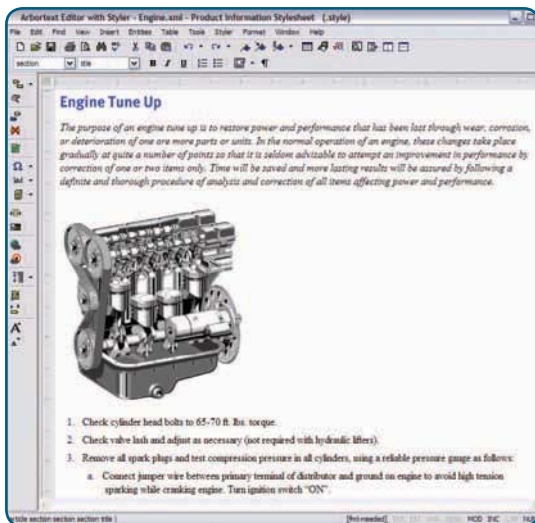 Arbortext Editor with Styler - Engine.xml - Product Information Stylesheet (.style)
File Edit Find View Insert Entities Table Tools Styler Format Window Help
section title B I U
Engine Tune Up
The purpose of an engine tune up is to restore power and performance that has been lost through wear, corrosion,
or deterioration of one are more parts or units. In the normal operation of an engine, these changes take place
gradually at quite a number of points so that it is seldom advisable to attempt an improvement in performance by
correction of one or two items only. Time will be saved and more lasting results will be assured by following a
definite and thorough procedure of analysis and correction of all items affecting power and performance.
1. Check cylinder head bolts to 65-70 ft. lbs. torque.
2. Check valve lash and adjust as necessary (not required with hydraulic lifters).
3. Remove all spark plugs and test compression pressure in all cylinders, using a reliable pressure gauge as follows:
a. Connect jumper wire between primary terminal of distributor and ground on engine to avoid high tension
sparking while cranking engine. Turn ignition switch "ON".
section section section title MOD INC